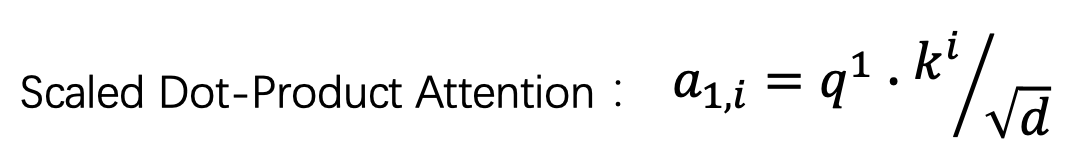 Scaled Dot-Product Attention： a₁,ᵢ = q¹ · kⁱ/√d